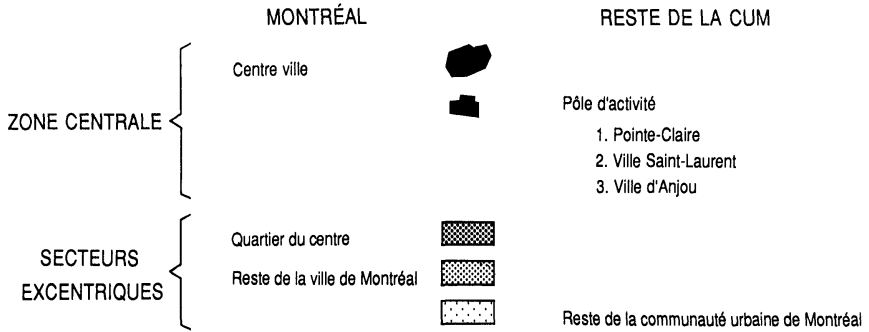 MONTRÉAL
RESTE DE LA CUM
Centre ville
ZONE CENTRALE
Pôle d'activité
1. Pointe-Claire
2. Ville Saint-Laurent
3. Ville d'Anjou
SECTEURS
EXCENTRIQUES
Quartier du centre
Reste de la ville de Montréal
Reste de la communauté urbaine de Montréal